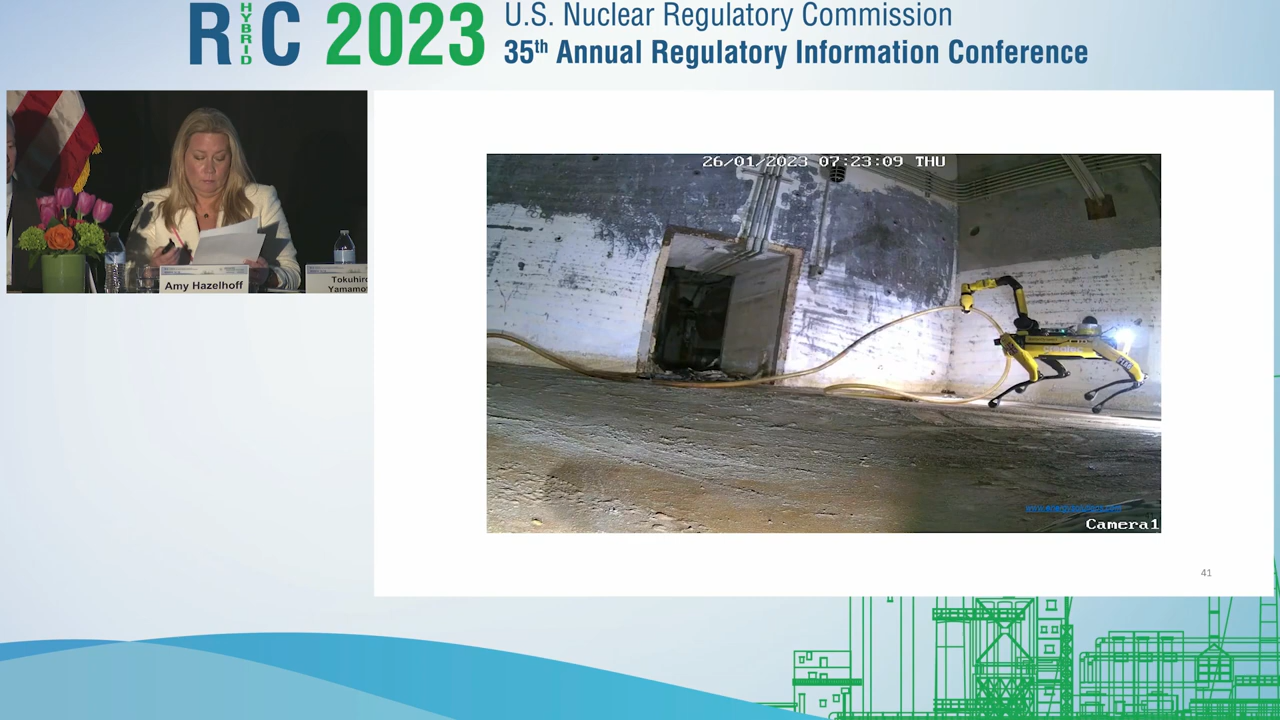 RIC 2023
HYBRID
U.S. Nuclear Regulatory Commission
35th Annual Regulatory Information Conference
26/01/2023 07:23:09 THU
Amy Hazelhoff
Tokuhiro
Camera1
41